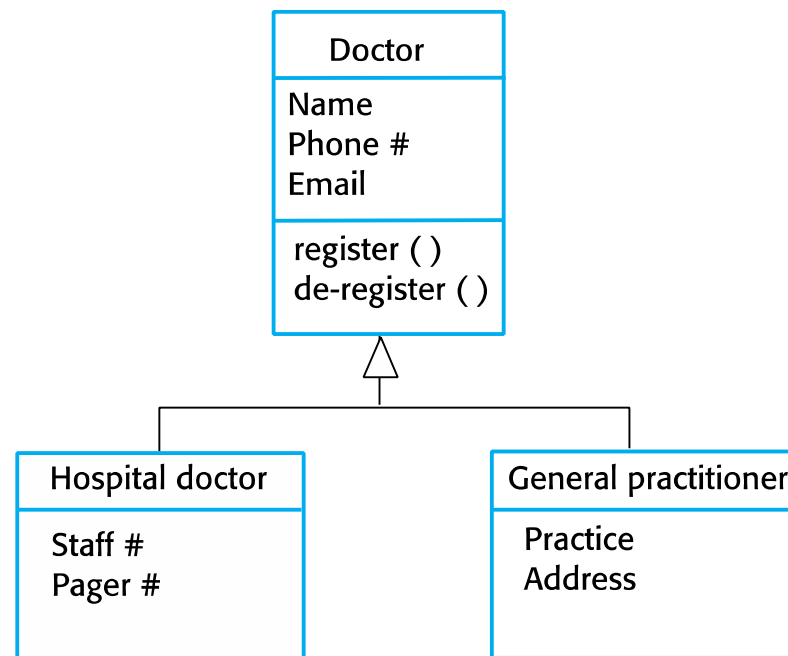 Doctor
Name
Phone #
Email
register ( )
de-register ( )
Hospital doctor
Staff #
Pager #
General practitioner
Practice
Address